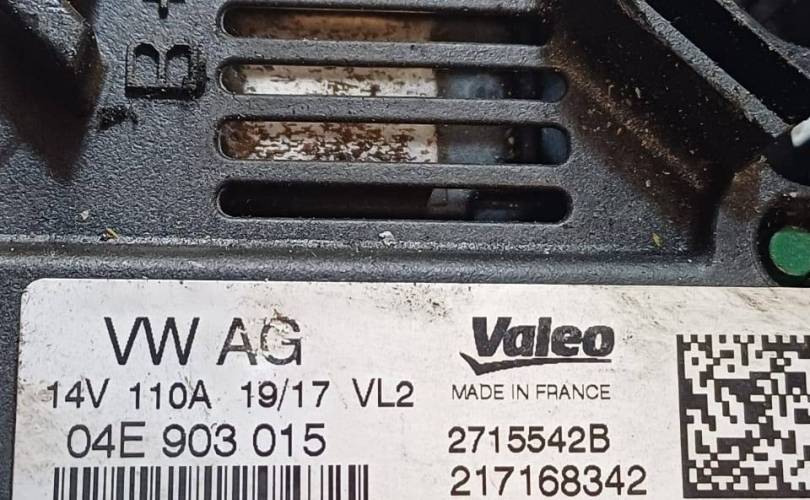 B+
VW AG
14V 110A 19/17 VL2
04E 903 015
Valeo
MADE IN FRANCE
2715542B
217168342